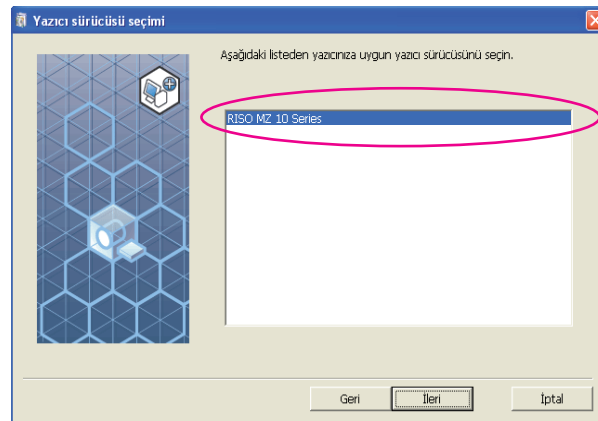 Yazıcı sürücüsü seçimi
Aşağıdaki listeden yazıcınıza uygun yazıcı sürücüsünü seçin.
RISO MZ 10 Series
Geri İleri İptal